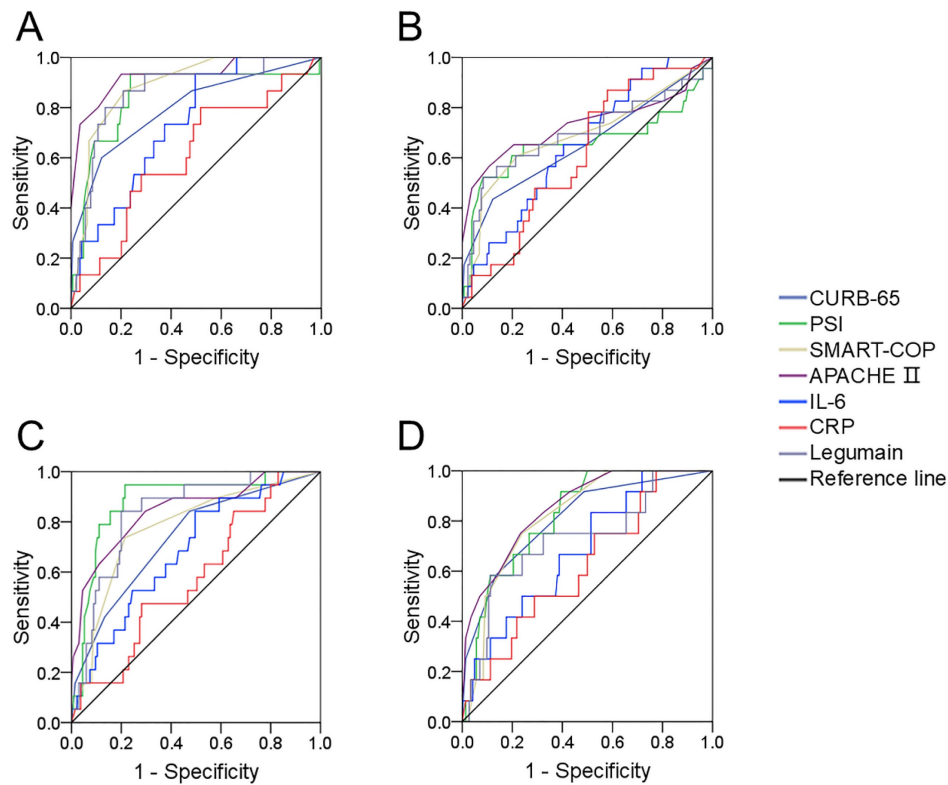 A
1.0
0.8
0.6
0.4
0.2
0.0
Sensitivity
0.0 0.2 0.4 0.6 0.8 1.0
1 - Specificity
B
1.0
0.8
0.6
0.4
0.2
0.0
Sensitivity
0.0 0.2 0.4 0.6 0.8 1.0
1 - Specificity
CURB-65
PSI
SMART-COP
APACHE II
IL-6
CRP
Legumain
Reference line
C
1.0
0.8
0.6
0.4
0.2
0.0
Sensitivity
0.0 0.2 0.4 0.6 0.8 1.0
1 - Specificity
D
1.0
0.8
0.6
0.4
0.2
0.0
Sensitivity
0.0 0.2 0.4 0.6 0.8 1.0
1 - Specificity